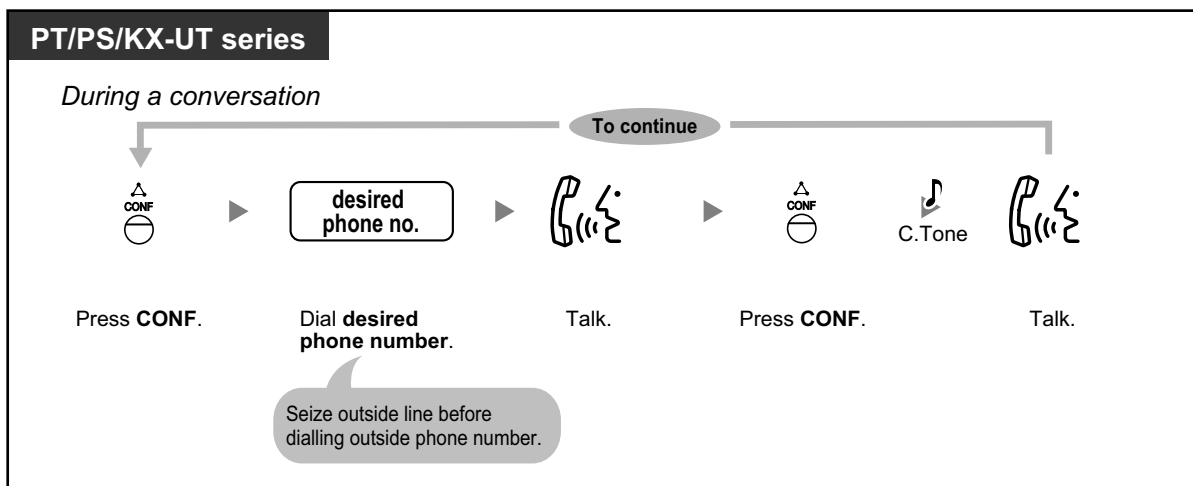 PT/PS/KX-UT series
During a conversation
To continue
CONF
desired
phone no.
CONF
C.Tone
Press CONF.
Dial desired
phone number.
Talk.
Press CONF.
Talk.
Seize outside line before
dialling outside phone number.